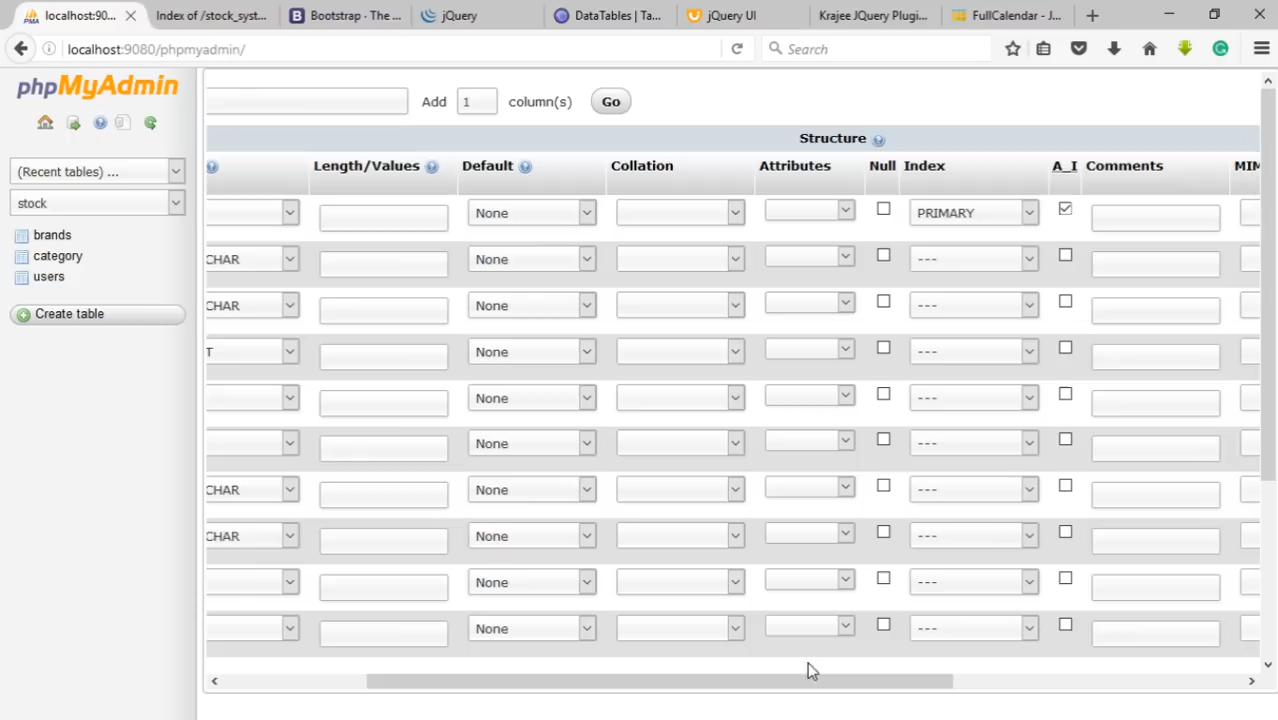 localhost:90...
Index of /stock_syst...
Bootstrap · The ...
jQuery
DataTables | Ta...
jQuery UI
Krajee JQuery Plugin...
FullCalendar - J...
localhost:9080/phpmyadmin/
Search
phpMyAdmin
(Recent tables) ...
stock
brands
category
users
Create table
Add 1 column(s) Go
Structure
Length/Values Default Collation Attributes Null Index A_I Comments MIM
None PRIMARY
CHAR None ---
CHAR None ---
T None ---
None ---
None ---
CHAR None ---
CHAR None ---
None ---
None ---